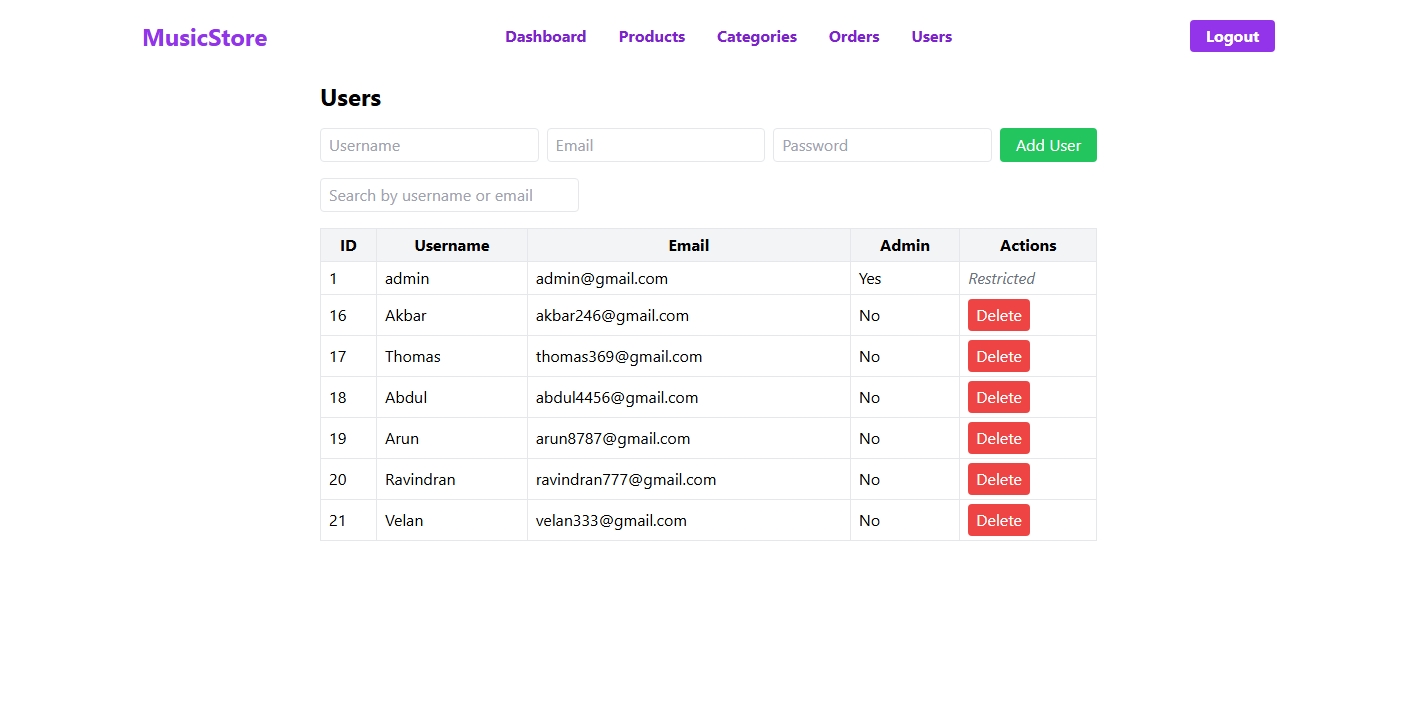 MusicStore Dashboard Products Categories Orders Users Logout
Users
Username Email Password Add User
Search by username or email
ID Username Email Admin Actions
1 admin admin@gmail.com Yes Restricted
16 Akbar akbar246@gmail.com No Delete
17 Thomas thomas369@gmail.com No Delete
18 Abdul abdul4456@gmail.com No Delete
19 Arun arun8787@gmail.com No Delete
20 Ravindran ravindran777@gmail.com No Delete
21 Velan velan333@gmail.com No Delete